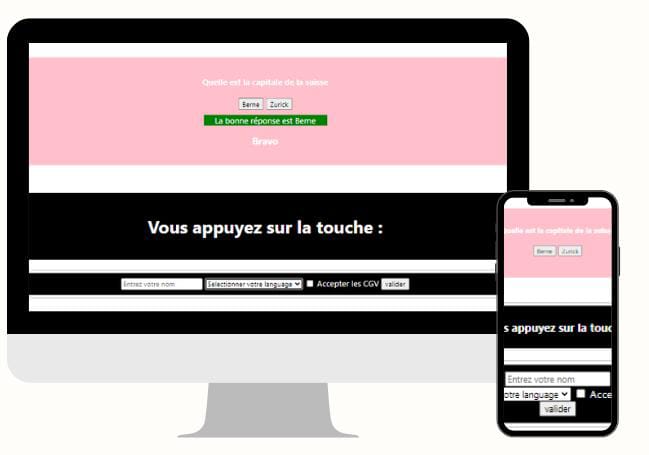 Quelle est la capitale de la suisse
Berne Zurick
La bonne réponse est Berne
Bravo
Vous appuyez sur la touche :
Entrez votre nom Selectionner votre language Accepter les CGV valider
Quelle est la capitale de la suisse
Berne Zurick
s appuyez sur la touc
Entrez votre nom
otre language Acce
valider